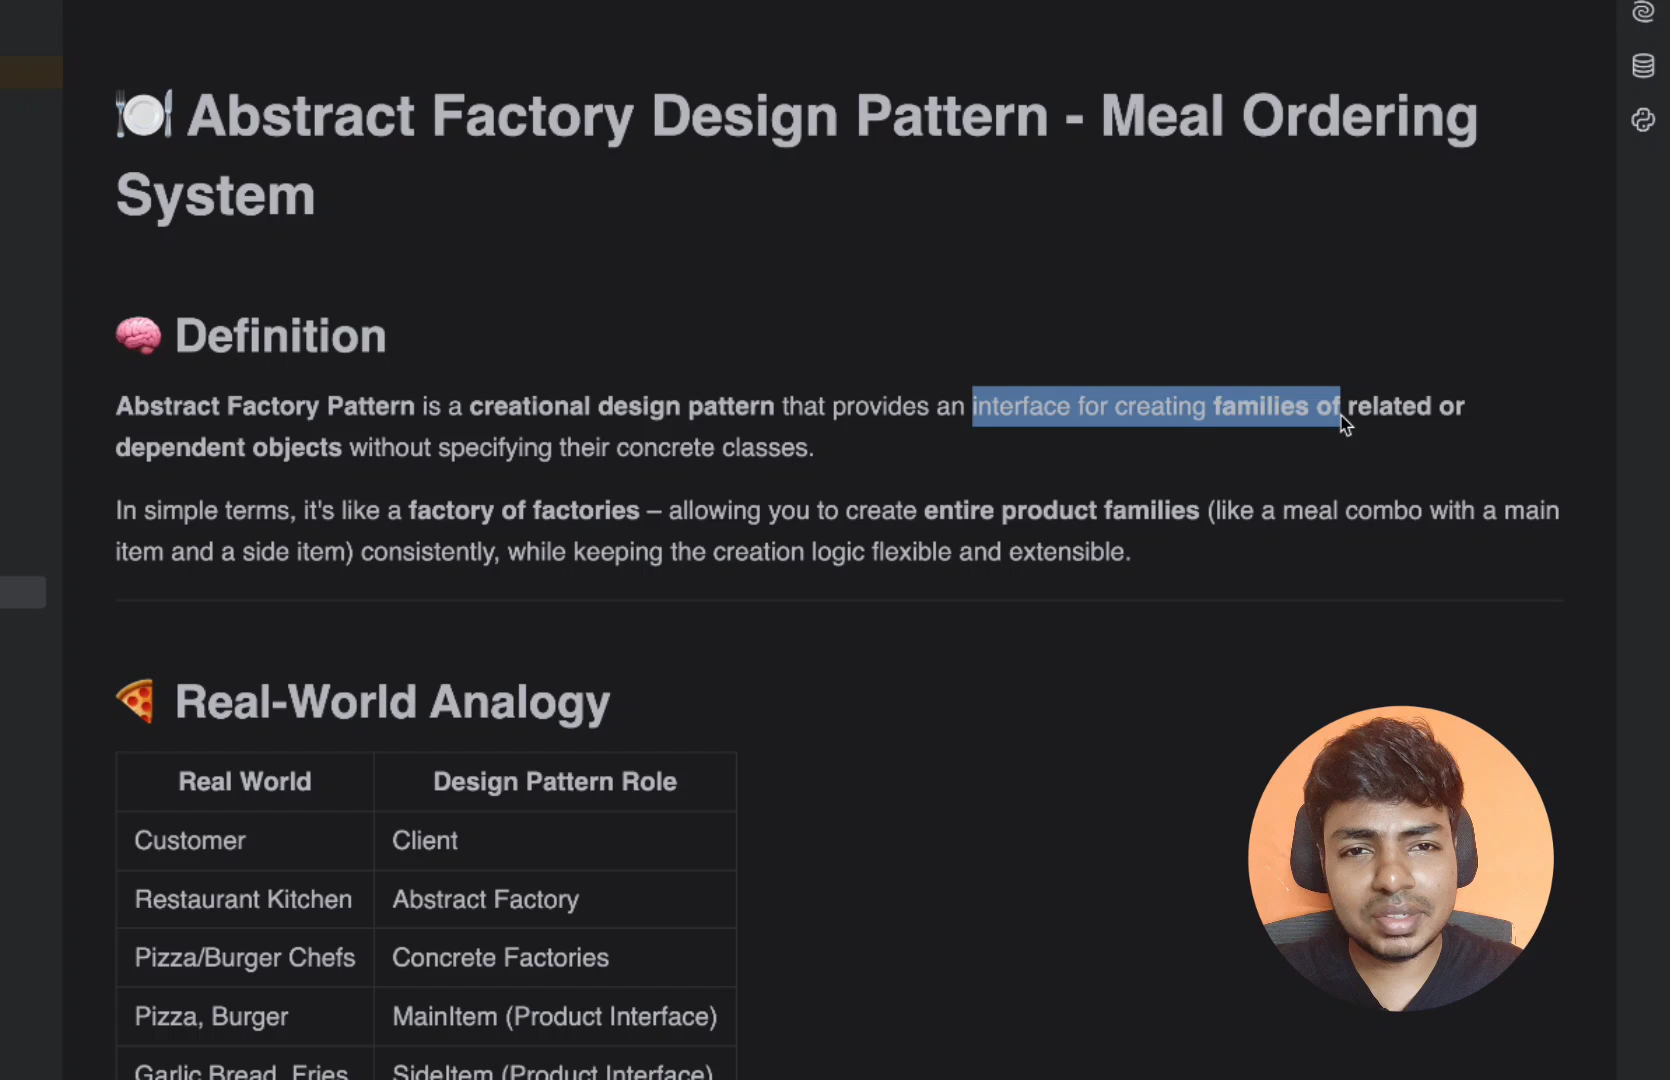 🍽️ Abstract Factory Design Pattern - Meal Ordering
System
🧠 Definition
Abstract Factory Pattern is a creational design pattern that provides an interface for creating families of related or
dependent objects without specifying their concrete classes.
In simple terms, it's like a factory of factories – allowing you to create entire product families (like a meal combo with a main
item and a side item) consistently, while keeping the creation logic flexible and extensible.
🍕 Real-World Analogy
Real World Design Pattern Role
Customer Client
Restaurant Kitchen Abstract Factory
Pizza/Burger Chefs Concrete Factories
Pizza, Burger MainItem (Product Interface)
Garlic Bread, Fries SideItem (Product Interface)